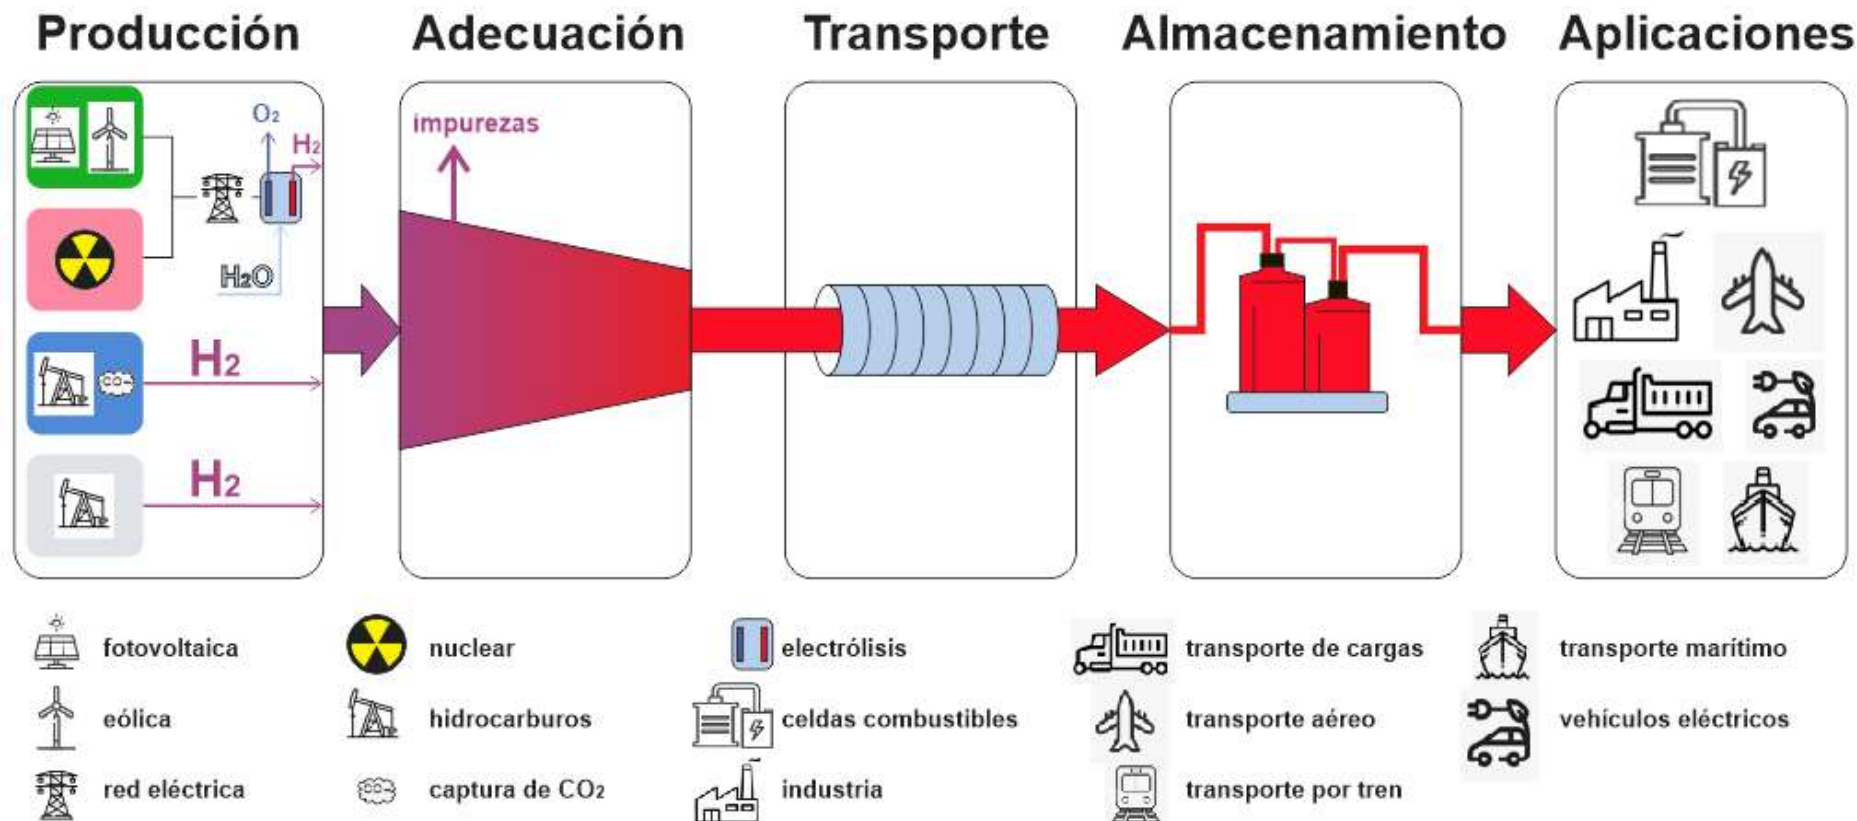 Producción
Adecuación
Transporte
Almacenamiento
Aplicaciones
O₂
H₂
H₂O
H₂
H₂
impurezas
CO₂
fotovoltaica
nuclear
electrólisis
transporte de cargas
transporte marítimo
eólica
hidrocarburos
celdas combustibles
transporte aéreo
vehículos eléctricos
red eléctrica
captura de CO₂
industria
transporte por tren